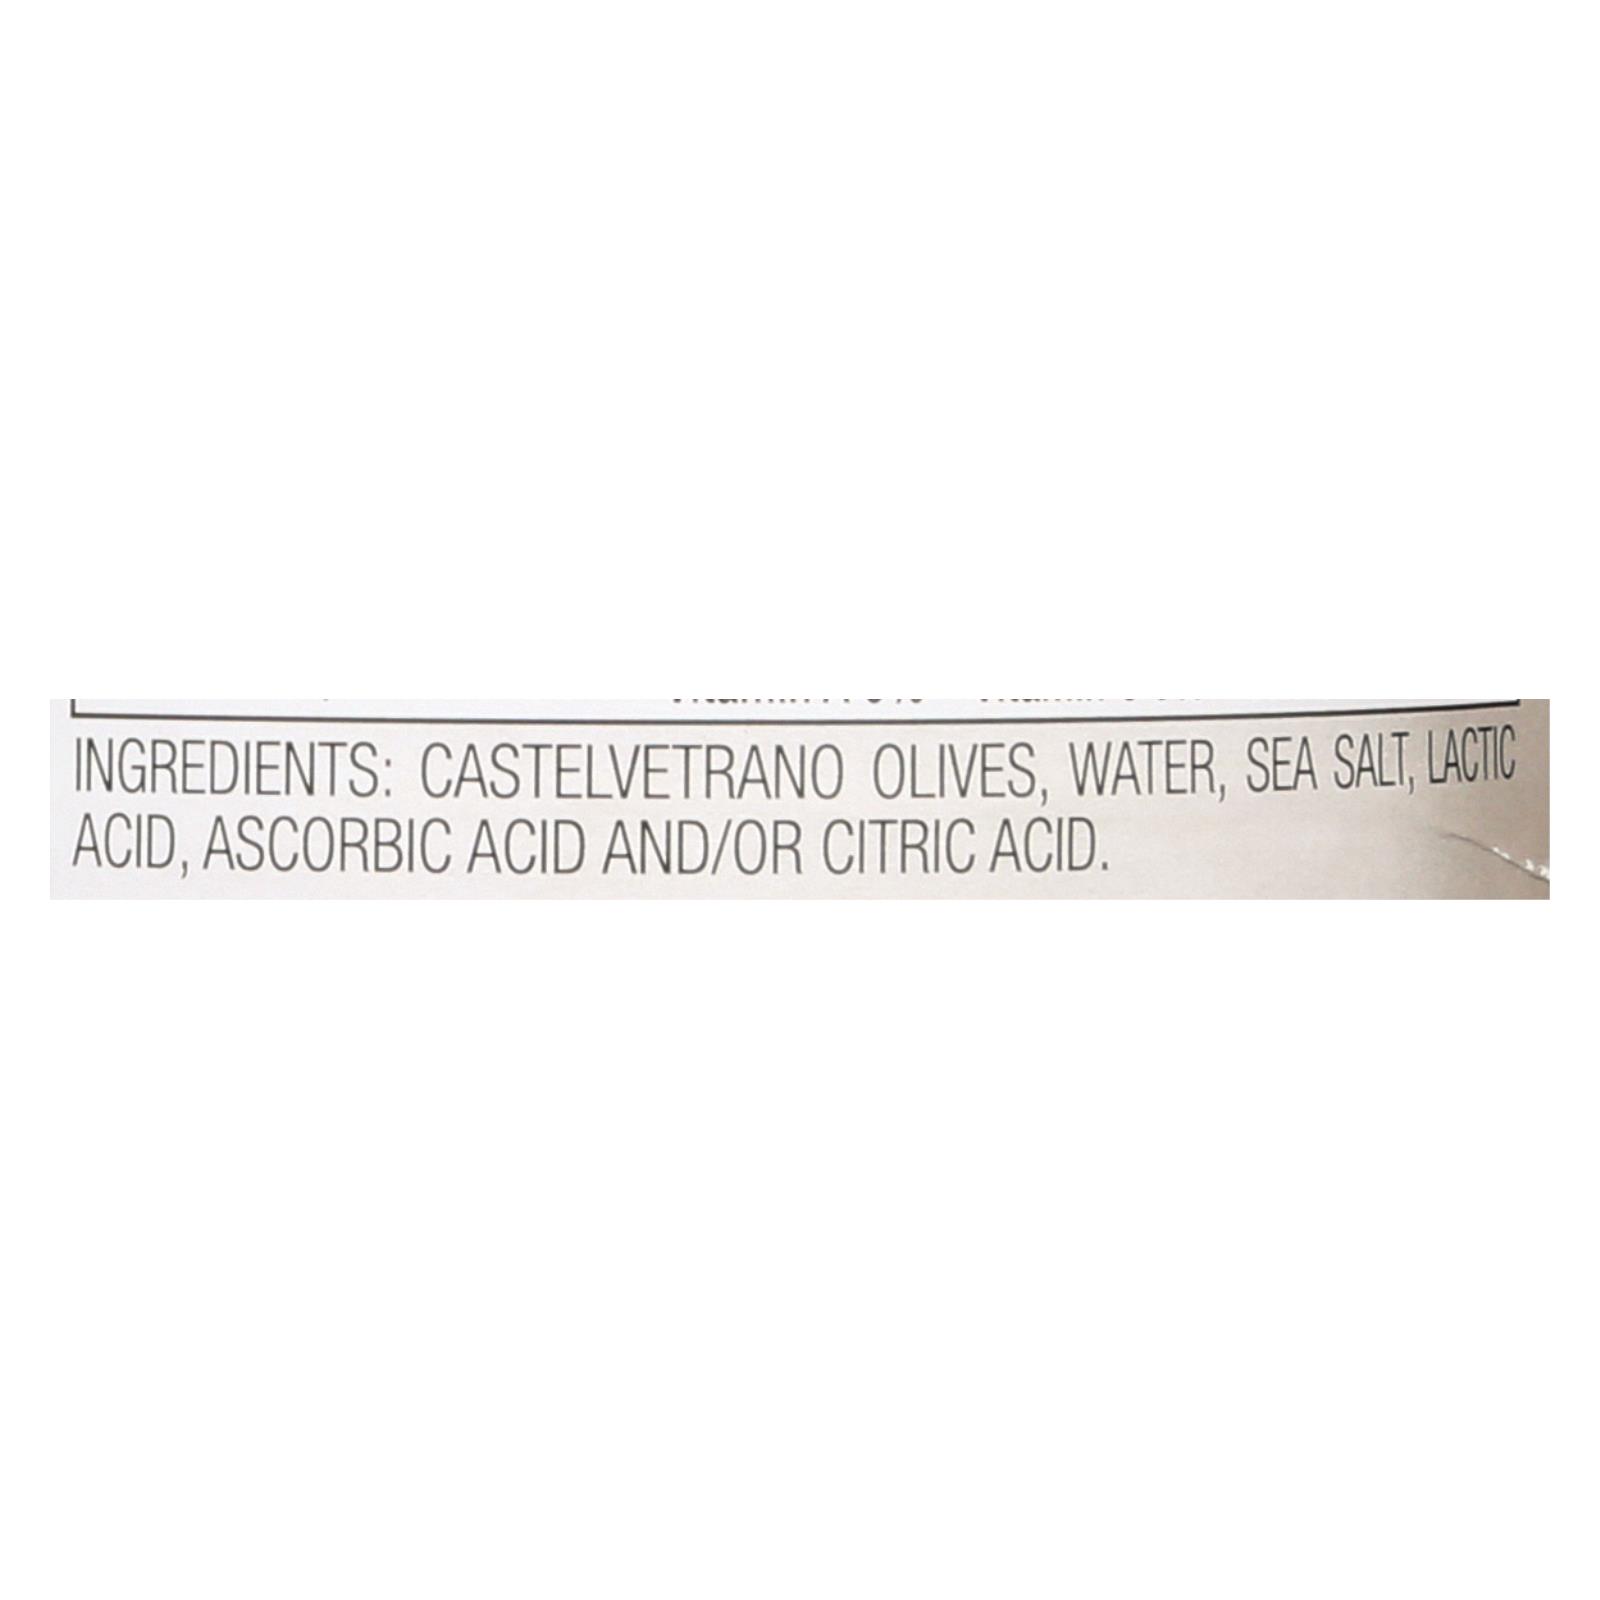 INGREDIENTS: CASTELVETRANO OLIVES, WATER, SEA SALT, LACTIC
ACID, ASCORBIC ACID AND/OR CITRIC ACID.